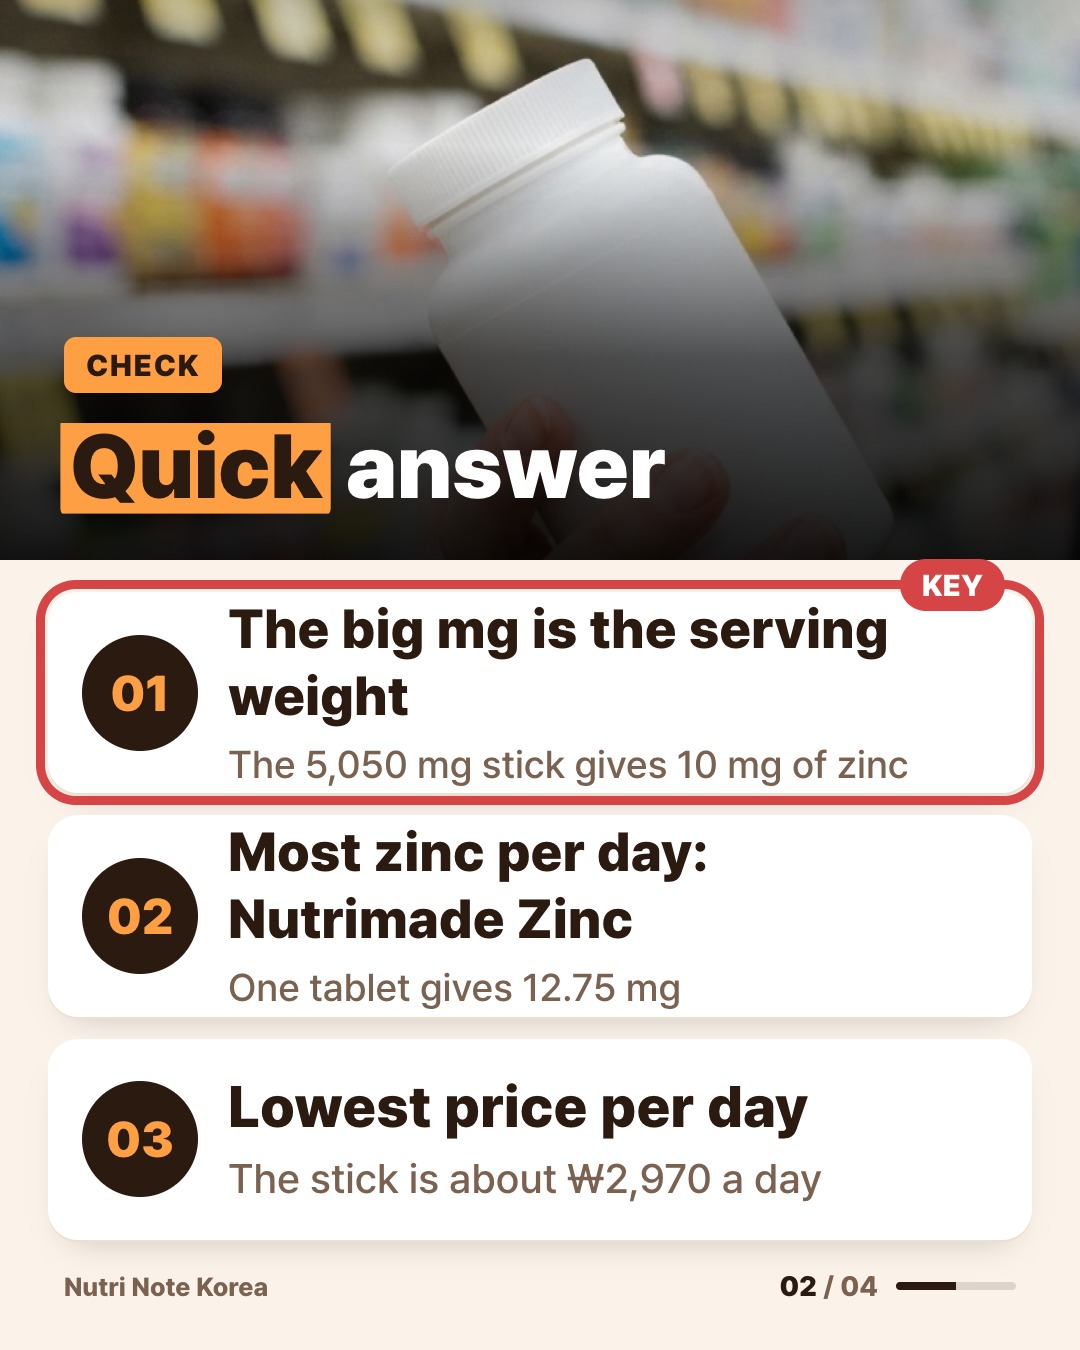 CHECK
Quick answer
KEY
01
The big mg is the serving
weight
The 5,050 mg stick gives 10 mg of zinc
02
Most zinc per day:
Nutrimade Zinc
One tablet gives 12.75 mg
03
Lowest price per day
The stick is about ₩2,970 a day
Nutri Note Korea
02 / 04